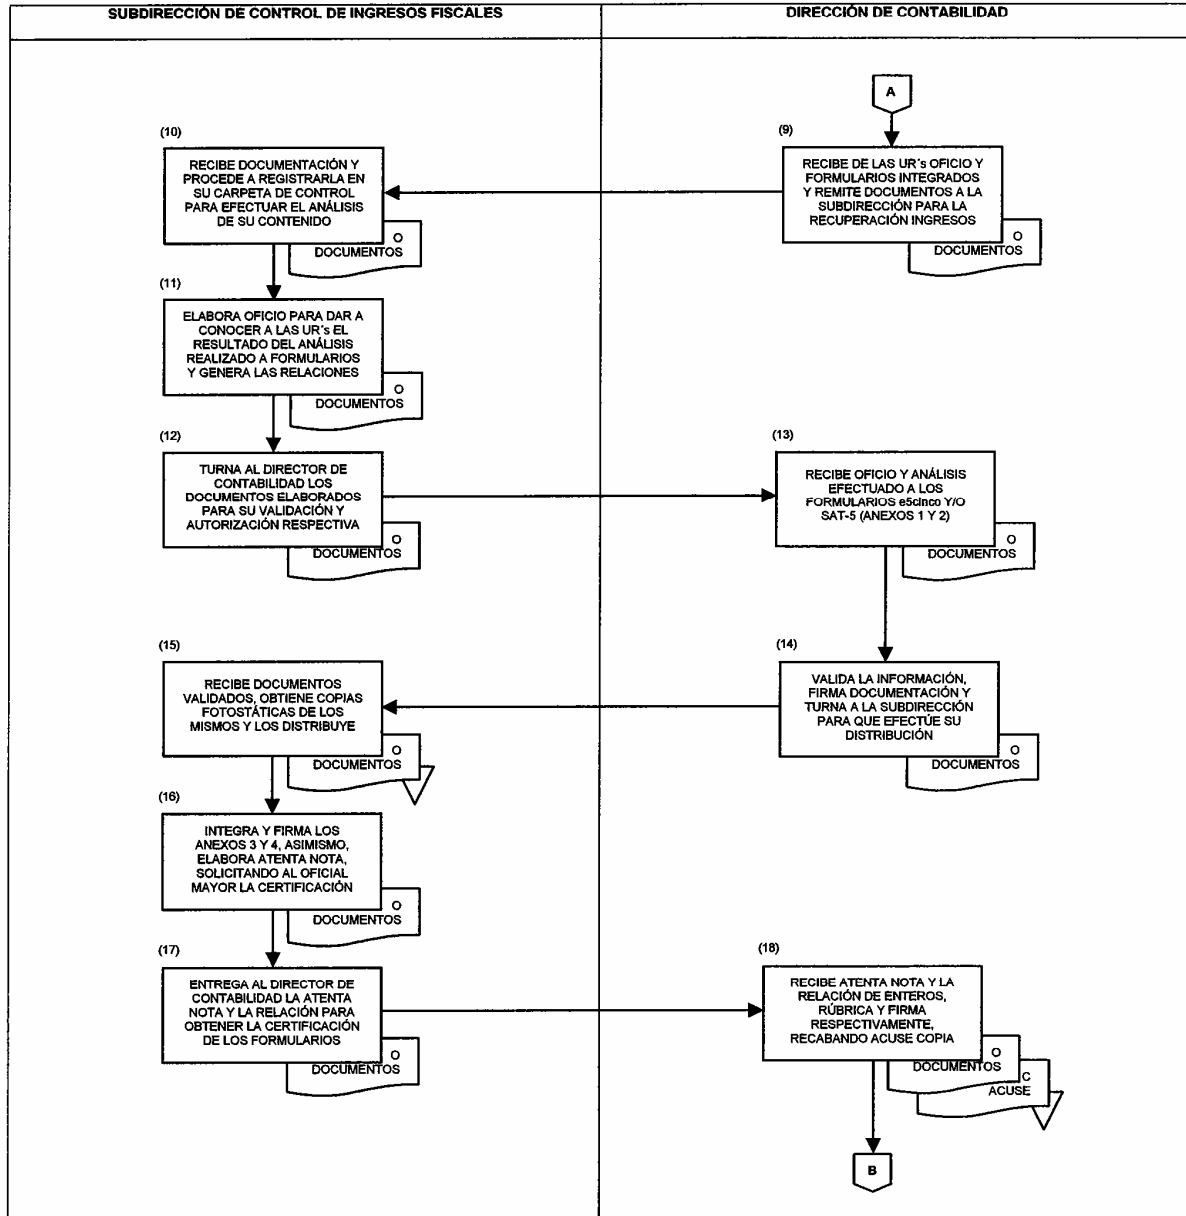 SUBDIRECCIÓN DE CONTROL DE INGRESOS FISCALES
DIRECCIÓN DE CONTABILIDAD
A
(9)
RECIBE DE LAS UR´s OFICIO Y
FORMULARIOS INTEGRADOS
Y REMITE DOCUMENTOS A LA
SUBDIRECCIÓN PARA LA
RECUPERACIÓN INGRESOS
O
DOCUMENTOS
(10)
RECIBE DOCUMENTACIÓN Y
PROCEDE A REGISTRARLA EN
SU CARPETA DE CONTROL
PARA EFECTUAR EL ANÁLISIS
DE SU CONTENIDO
O
DOCUMENTOS
(11)
ELABORA OFICIO PARA DAR A
CONOCER A LAS UR´s EL
RESULTADO DEL ANÁLISIS
REALIZADO A FORMULARIOS
Y GENERA LAS RELACIONES
O
DOCUMENTOS
(12)
TURNA AL DIRECTOR DE
CONTABILIDAD LOS
DOCUMENTOS ELABORADOS
PARA SU VALIDACIÓN Y
AUTORIZACIÓN RESPECTIVA
O
DOCUMENTOS
(13)
RECIBE OFICIO Y ANÁLISIS
EFECTUADO A LOS
FORMULARIOS e5cinco Y/O
SAT-5 (ANEXOS 1 Y 2)
O
DOCUMENTOS
(14)
VALIDA LA INFORMACIÓN,
FIRMA DOCUMENTACIÓN Y
TURNA A LA SUBDIRECCIÓN
PARA QUE EFECTÚE SU
DISTRIBUCIÓN
O
DOCUMENTOS
(15)
RECIBE DOCUMENTOS
VALIDADOS, OBTIENE COPIAS
FOTOSTÁTICAS DE LOS
MISMOS Y LOS DISTRIBUYE
O
DOCUMENTOS
(16)
INTEGRA Y FIRMA LOS
ANEXOS 3 Y 4, ASIMISMO,
ELABORA ATENTA NOTA,
SOLICITANDO AL OFICIAL
MAYOR LA CERTIFICACIÓN
O
DOCUMENTOS
(17)
ENTREGA AL DIRECTOR DE
CONTABILIDAD LA ATENTA
NOTA Y LA RELACIÓN PARA
OBTENER LA CERTIFICACIÓN
DE LOS FORMULARIOS
O
DOCUMENTOS
(18)
RECIBE ATENTA NOTA Y LA
RELACIÓN DE ENTEROS,
RÚBRICA Y FIRMA
RESPECTIVAMENTE,
RECABANDO ACUSE COPIA
O
DOCUMENTOS
C
ACUSE
B